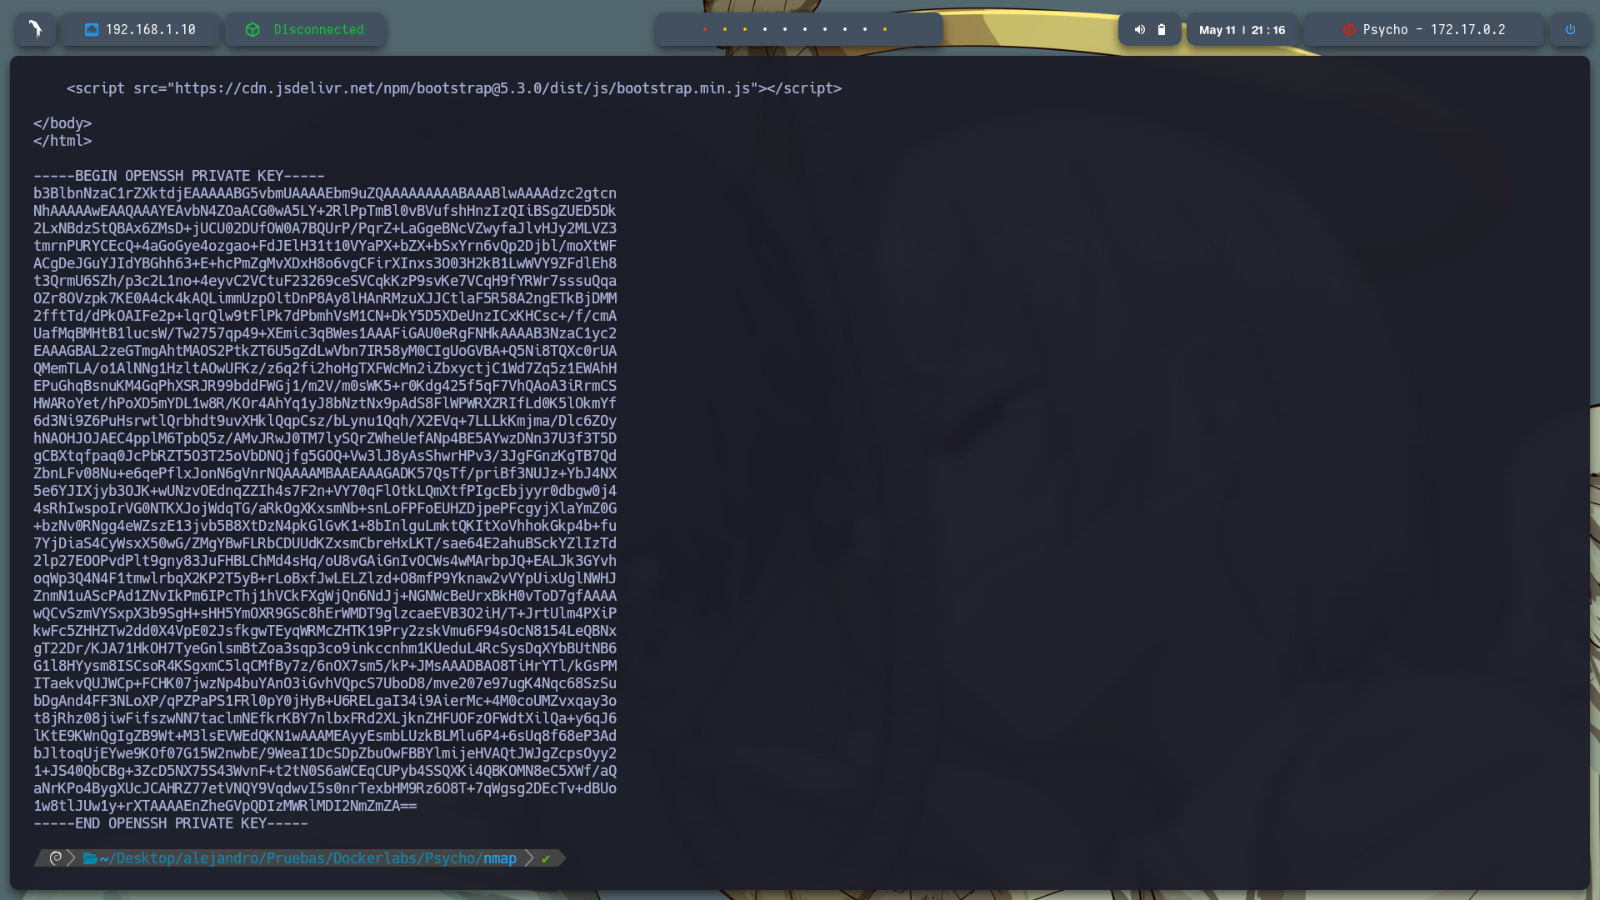 192.168.1.10
Disconnected
May 11 | 21 : 16
Psycho - 172.17.0.2
<script src="https://cdn.jsdelivr.net/npm/bootstrap@5.3.0/dist/js/bootstrap.min.js"></script>
</body>
</html>
-----BEGIN OPENSSH PRIVATE KEY-----
b3BlbnNzaC1rZXktdjEAAAAABG5vbmUAAAAEbm9uZQAAAAAAAAABAAABlwAAAAdzc2gtcn
NhAAAAAwEAAQAAAYEAvbN4ZOaACG0wA5LY+2RlPpTmBl0vBVufshHnzIzQIiBSgZUED5Dk
2LxNBdzStQBAx6ZMsD+jUCU02DUfOW0A7BQUrP/PqrZ+LaGgeBNcVZwyfaJlvHJy2MLVZ3
tmrnPURYCEcQ+4aGoGye4ozgao+FdJElH31t10VYaPX+bZX+bSxYrn6vQp2Djbl/moXtWF
ACgDeJGuYJIdYBGhh63+E+hcPmZgMvXDxH8o6vgCFirXInxs3O03H2kB1LwWVY9ZFdlEh8
t3QrmU6SZh/p3c2L1no+4eyvC2VCtuF23269ceSVCqkKzP9svKe7VCqH9fYRWr7sssuQqa
OZr8OVzpk7KE0A4ck4kAQLimmUzpOltDnP8Ay8lHAnRMzuXJJCtlaF5R58A2ngETkBjDMM
2fftTd/dPkOAIFe2p+lqrQlw9tFlPk7dPbmhVsM1CN+DkY5D5XDeUnzICxKHCsc+/f/cmA
UafMqBMHtB1lucsW/Tw2757qp49+XEmic3qBWes1AAAFiGAU0eRgFNHkAAAAB3NzaC1yc2
EAAAGBAL2zeGTmgAhtMAOS2PtkZT6U5gZdLwVbn7IR58yM0CIgUoGVBA+Q5Ni8TQXc0rUA
QMemTLA/o1AlNNg1HzltAOwUFKz/z6q2fi2hoHgTXFWcMn2iZbxyctjC1Wd7Zq5z1EWAhH
EPuGhqBsnuKM4GqPhXSRJR99bddFWGj1/m2V/m0sWK5+r0Kdg425f5qF7VhQAoA3iRrmCS
HWARoYet/hPoXD5mYDL1w8R/KOr4AhYq1yJ8bNztNx9pAdS8FlWPWRXZRIfLd0K5lOkmYf
6d3Ni9Z6PuHsrwtlQrbhdt9uvXHklQqpCsz/bLynu1Qqh/X2EVq+7LLLkKmjma/Dlc6ZOy
hNAOHJOJAEC4pplM6TpbQ5z/AMvJRwJ0TM7lySQrZWheUefANp4BE5AYwzDNn37U3f3T5D
gCBXtqfpaq0JcPbRZT5O3T25oVbDNQjfg5GOQ+Vw3lJ8yAsShwrHPv3/3JgFGnzKgTB7Qd
ZbnLFv08Nu+e6qePflxJonN6gVnrNQAAAAMBAAEAAAGADK57QsTf/priBf3NUJz+YbJ4NX
5e6YJIXjyb3OJK+wUNzvOEdnqZZIh4s7F2n+VY70qFlOtkLQmXtfPIgcEbjyyr0dbgw0j4
4sRhIwspoIrVG0NTKXJojWdqTG/aRkOgXKxsmNb+snLoFPFoEUHZDjpePFcgyjXlaYmZ0G
+bzNv0RNgg4eWZszE13jvb5B8XtDzN4pkGlGvK1+8bInlguLmktQKItXoVhhokGkp4b+fu
7YjDiaS4CyWsxX50wG/ZMgYBwFLRbCDUUdKZxsmCbreHxLKT/sae64E2ahuBSckYZlIzTd
2lp27EOOPvdPlt9gny83JuFHBLChMd4sHq/oU8vGAiGnIvOCWs4wMArbpJQ+EALJk3GYvh
oqWp3Q4N4F1tmwlrbqX2KP2T5yB+rLoBxfJwLELZlzd+O8mfP9Yknaw2vVYpUixUglNWHJ
ZnmN1uAScPAd1ZNvIkPm6IPcThj1hVCkFXgWjQn6NdJj+NGNWcBeUrxBkH0vToD7gfAAAA
wQCvSzmVYSxpX3b9SgH+sHH5YmOXR9GSc8hErWMDT9glzcaeEVB3O2iH/T+JrtUlm4PXiP
kwFc5ZHHZTw2dd0X4VpE02JsfkgwTEyqWRMcZHTK19Pry2zskVmu6F94sOcN8154LeQBNx
gT22Dr/KJA71HkOH7TyeGnlsmBtZoa3sqp3co9inkccnhm1KUeduL4RcSysDqXYbBUtNB6
G1l8HYysm8ISCsoR4KSgxmC5lqCMfBy7z/6nOX7sm5/kP+JMsAAADBAO8TiHrYTl/kGsPM
ITaekvQUJWCp+FCHK07jwzNp4buYAnO3iGvhVQpcS7UboD8/mve207e97ugK4Nqc68SzSu
bDgAnd4FF3NLoXP/qPZPaPS1FRl0pY0jHyB+U6RELgaI34i9AierMc+4M0coUMZvxqay3o
t8jRhz08jiwFifszwNN7taclmNEfkrKBY7nlbxFRd2XLjknZHFUOFzOFWdtXilQa+y6qJ6
lKtE9KWnQgIgZB9Wt+M3lsEVWEdQKN1wAAAMEAyyEsmbLUzkBLMlu6P4+6sUq8f68eP3Ad
bJltoqUjEYwe9KOf07G15W2nwbE/9WeaI1DcSDpZbuOwFBBYlmijeHVAQtJWJgZcpsOyy2
1+JS40QbCBg+3ZcD5NX75S43WvnF+t2tN0S6aWCEqCUPyb4SSQXKi4QBKOMN8eC5XWf/aQ
aNrKPo4BygXUcJCAHRZ77etVNQY9VqdwvI5s0nrTexbHM9Rz6O8T+7qWgsg2DEcTv+dBUo
1w8tlJUw1y+rXTAAAAEnZheGVpQDIzMWRlMDI2NmZmZA==
-----END OPENSSH PRIVATE KEY-----
~/Desktop/alejandro/Pruebas/Dockerlabs/Psycho/nmap